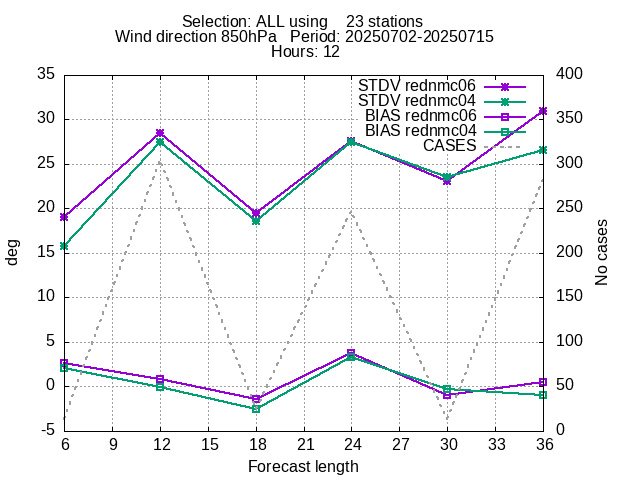 Selection: ALL using    23 stations
Wind direction 850hPa   Period: 20250702-20250715
Hours: 12
STDV rednmc06
STDV rednmc04
BIAS rednmc06
BIAS rednmc04
CASES
35
30
25
20
15
10
5
0
-5
deg
400
350
300
250
200
150
100
50
0
No cases
6 9 12 15 18 21 24 27 30 33 36
Forecast length